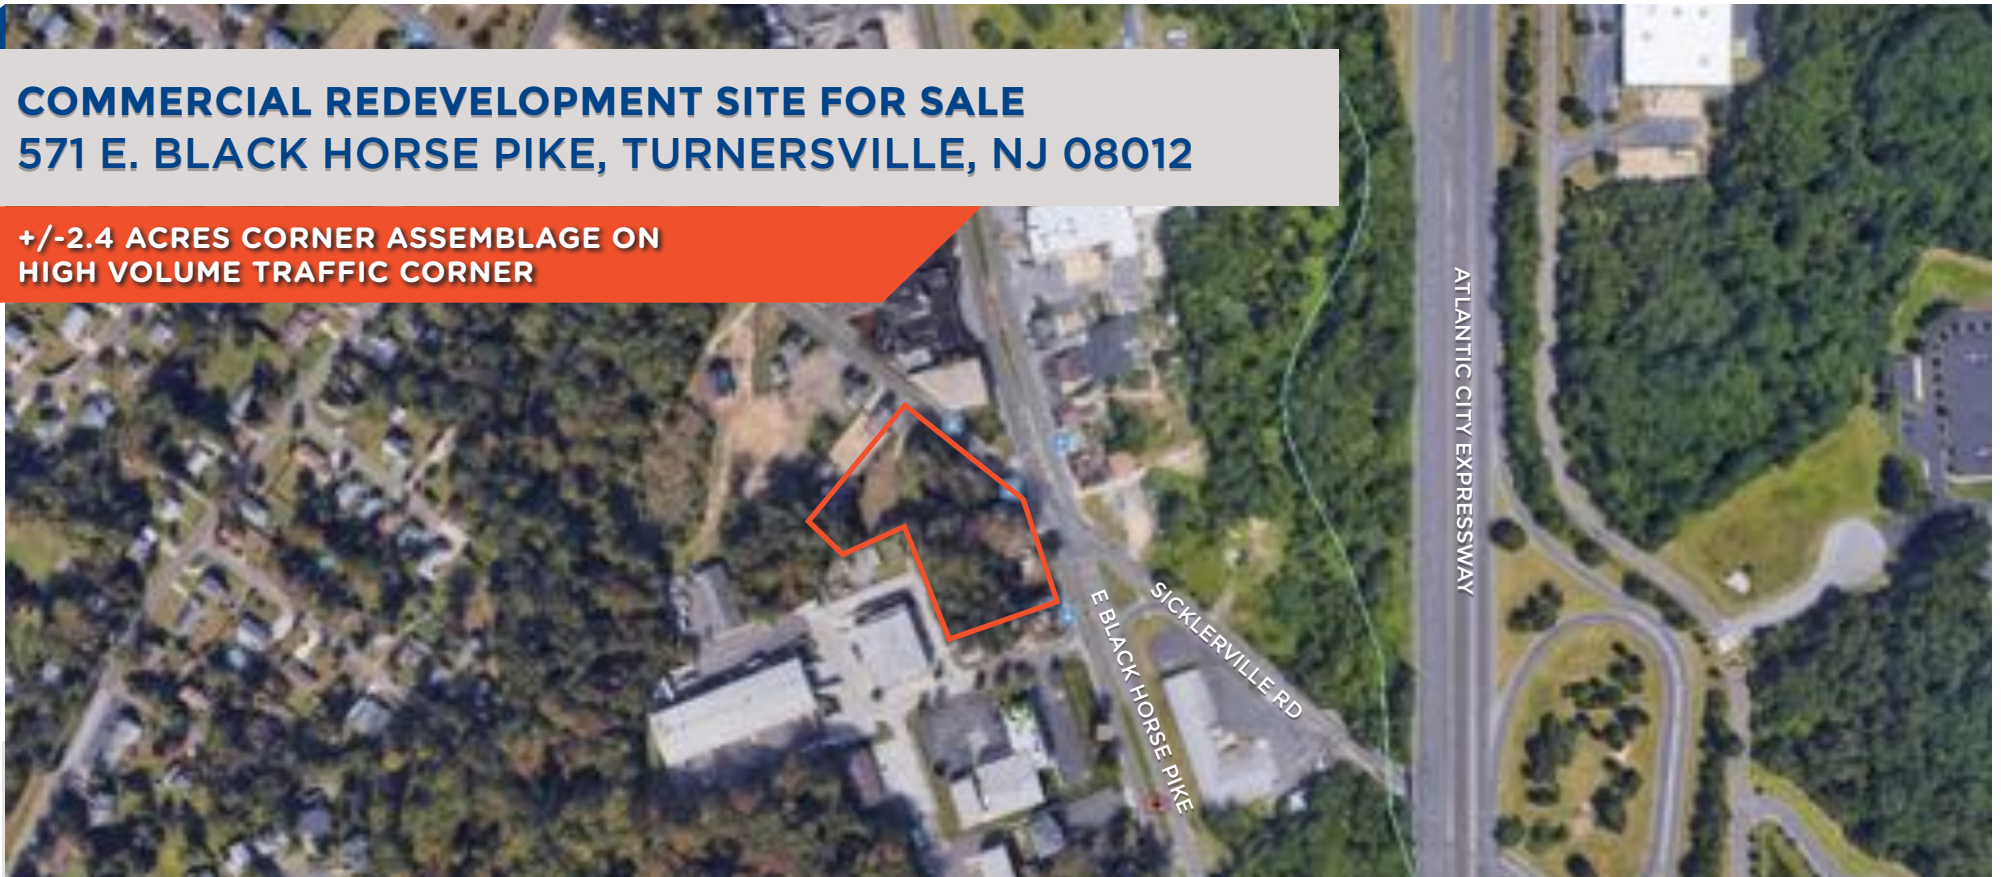 COMMERCIAL REDEVELOPMENT SITE FOR SALE
571 E. BLACK HORSE PIKE, TURNERSVILLE, NJ 08012
+/-2.4 ACRES CORNER ASSEMBLAGE ON
HIGH VOLUME TRAFFIC CORNER
ATLANTIC CITY EXPRESSWAY
SICKLERVILLE RD
E BLACK HORSE PIKE